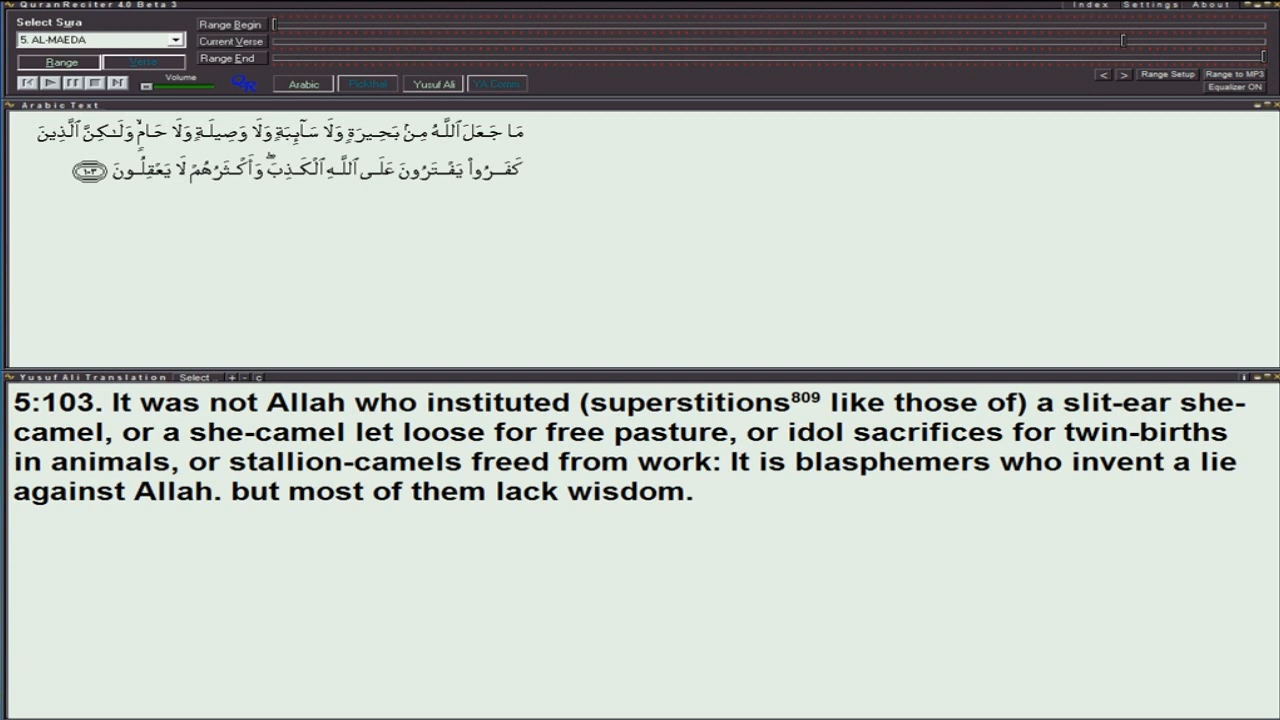 QuranReciter 4.0 Beta 3
Index Settings About
Select Sura
5. AL-MAEDA
Range Verse
Volume
Range Begin
Current Verse
Range End
QR
Arabic Pickthal Yusuf Ali YA Comm
< > Range Setup Range to MP3
Equalizer ON
Arabic Text
مَا جَعَلَ ٱللَّهُ مِنۢ بَحِيرَةٍ وَلَا سَآئِبَةٍ وَلَا وَصِيلَةٍ وَلَا حَامٍ ۙ وَلَـٰكِنَّ ٱلَّذِينَ
كَفَرُوا۟ يَفْتَرُونَ عَلَى ٱللَّهِ ٱلْكَذِبَ ۖ وَأَكْثَرُهُمْ لَا يَعْقِلُونَ ١٠٣
Yusuf Ali Translation Select.. + - c i
5:103. It was not Allah who instituted (superstitions⁸⁰⁹ like those of) a slit-ear she-
camel, or a she-camel let loose for free pasture, or idol sacrifices for twin-births
in animals, or stallion-camels freed from work: It is blasphemers who invent a lie
against Allah. but most of them lack wisdom.